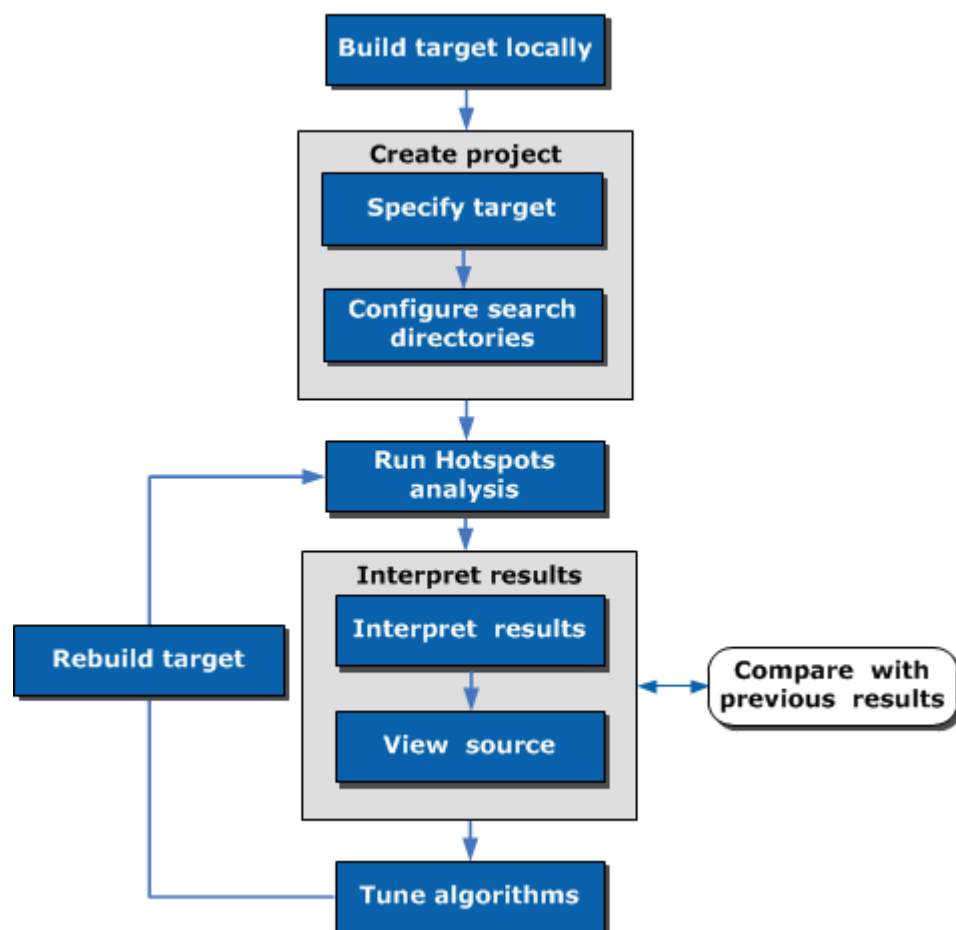 Build target locally
Create project
Specify target
Configure search
directories
Run Hotspots
analysis
Interpret results
Interpret results
Rebuild target
Compare with
previous results
View source
Tune algorithms